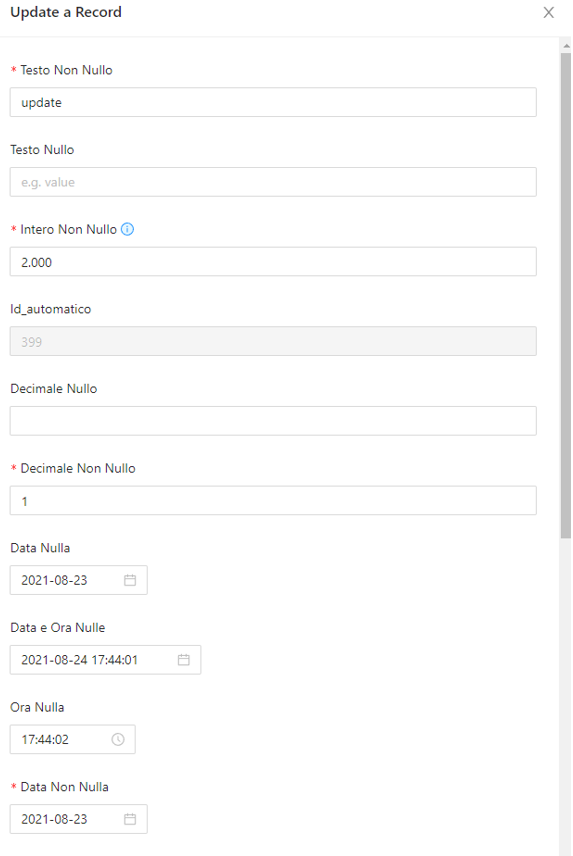 Update a Record
* Testo Non Nullo
update
Testo Nullo
e.g. value
* Intero Non Nullo
2.000
Id_automatico
399
Decimale Nullo
* Decimale Non Nullo
1
Data Nulla
2021-08-23
Data e Ora Nulle
2021-08-24 17:44:01
Ora Nulla
17:44:02
* Data Non Nulla
2021-08-23